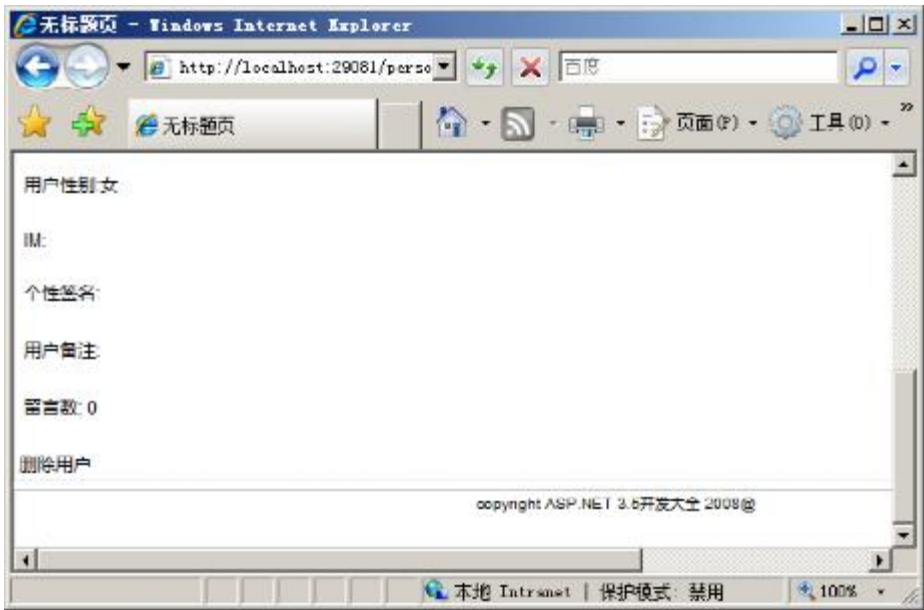 无标题页 - Windows Internet Explorer
http://localhost:29081/perso
百度
无标题页
页面(P)
工具(O)
用户性别:女
IM:
个性签名:
用户备注:
留言数: 0
删除用户
copyright ASP.NET 3.5开发大全 2008@
本地 Intranet | 保护模式: 禁用
100%